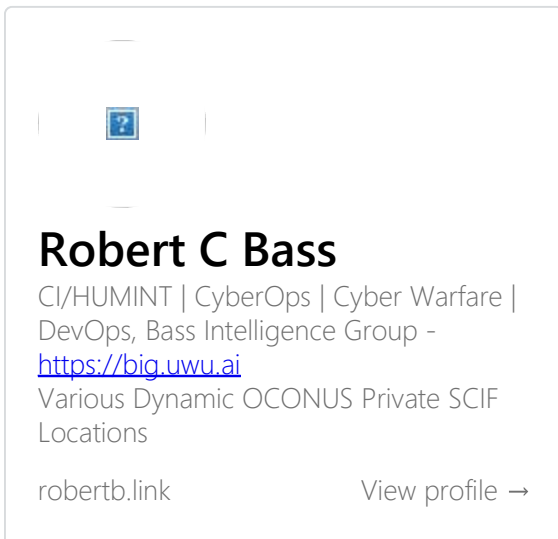 Robert C Bass
CI/HUMINT | CyberOps | Cyber Warfare |
DevOps, Bass Intelligence Group -
https://big.uwu.ai
Various Dynamic OCONUS Private SCIF
Locations
robertb.link View profile →